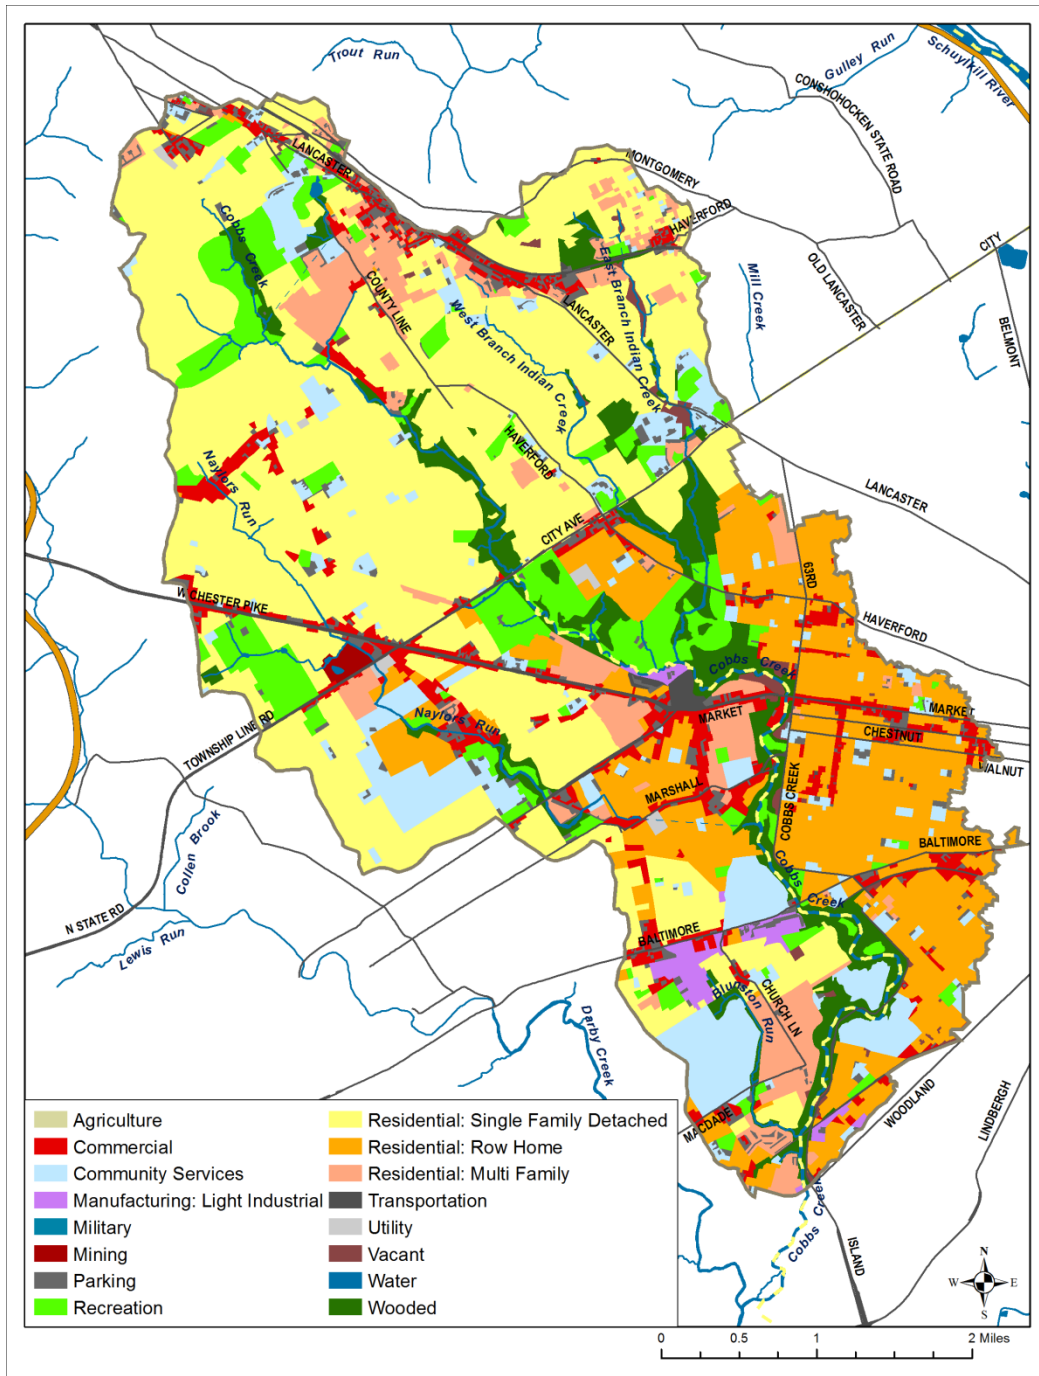 Trout Run
Gulley Run
Schuylkill River
CONSHOHOCKEN STATE ROAD
LANCASTER
MONTGOMERY
HAVERFORD
Cobbs Creek
CITY
OLD LANCASTER
Mill Creek
East Branch Indian Creek
COUNTY LINE
LANCASTER
West Branch Indian Creek
BELMONT
HAVERFORD
Naylors Run
LANCASTER
CITY AVE
63RD
W CHESTER PIKE
HAVERFORD
Cobbs Creek
MARKET
MARKET
Naylors Run
CHESTNUT
TOWNSHIP LINE RD
WALNUT
MARSHALL
COBBS CREEK
Collen Brook
BALTIMORE
Cobbs Creek
N STATE RD
BALTIMORE
Lewis Run
CHURCH LN
Blunston Run
Darby Creek
WOODLAND
LINDBERGH
MACDADE
Cobbs Creek
ISLAND
Agriculture
Commercial
Community Services
Manufacturing: Light Industrial
Military
Mining
Parking
Recreation
Residential: Single Family Detached
Residential: Row Home
Residential: Multi Family
Transportation
Utility
Vacant
Water
Wooded
N
W E
S
0 0.5 1 2 Miles